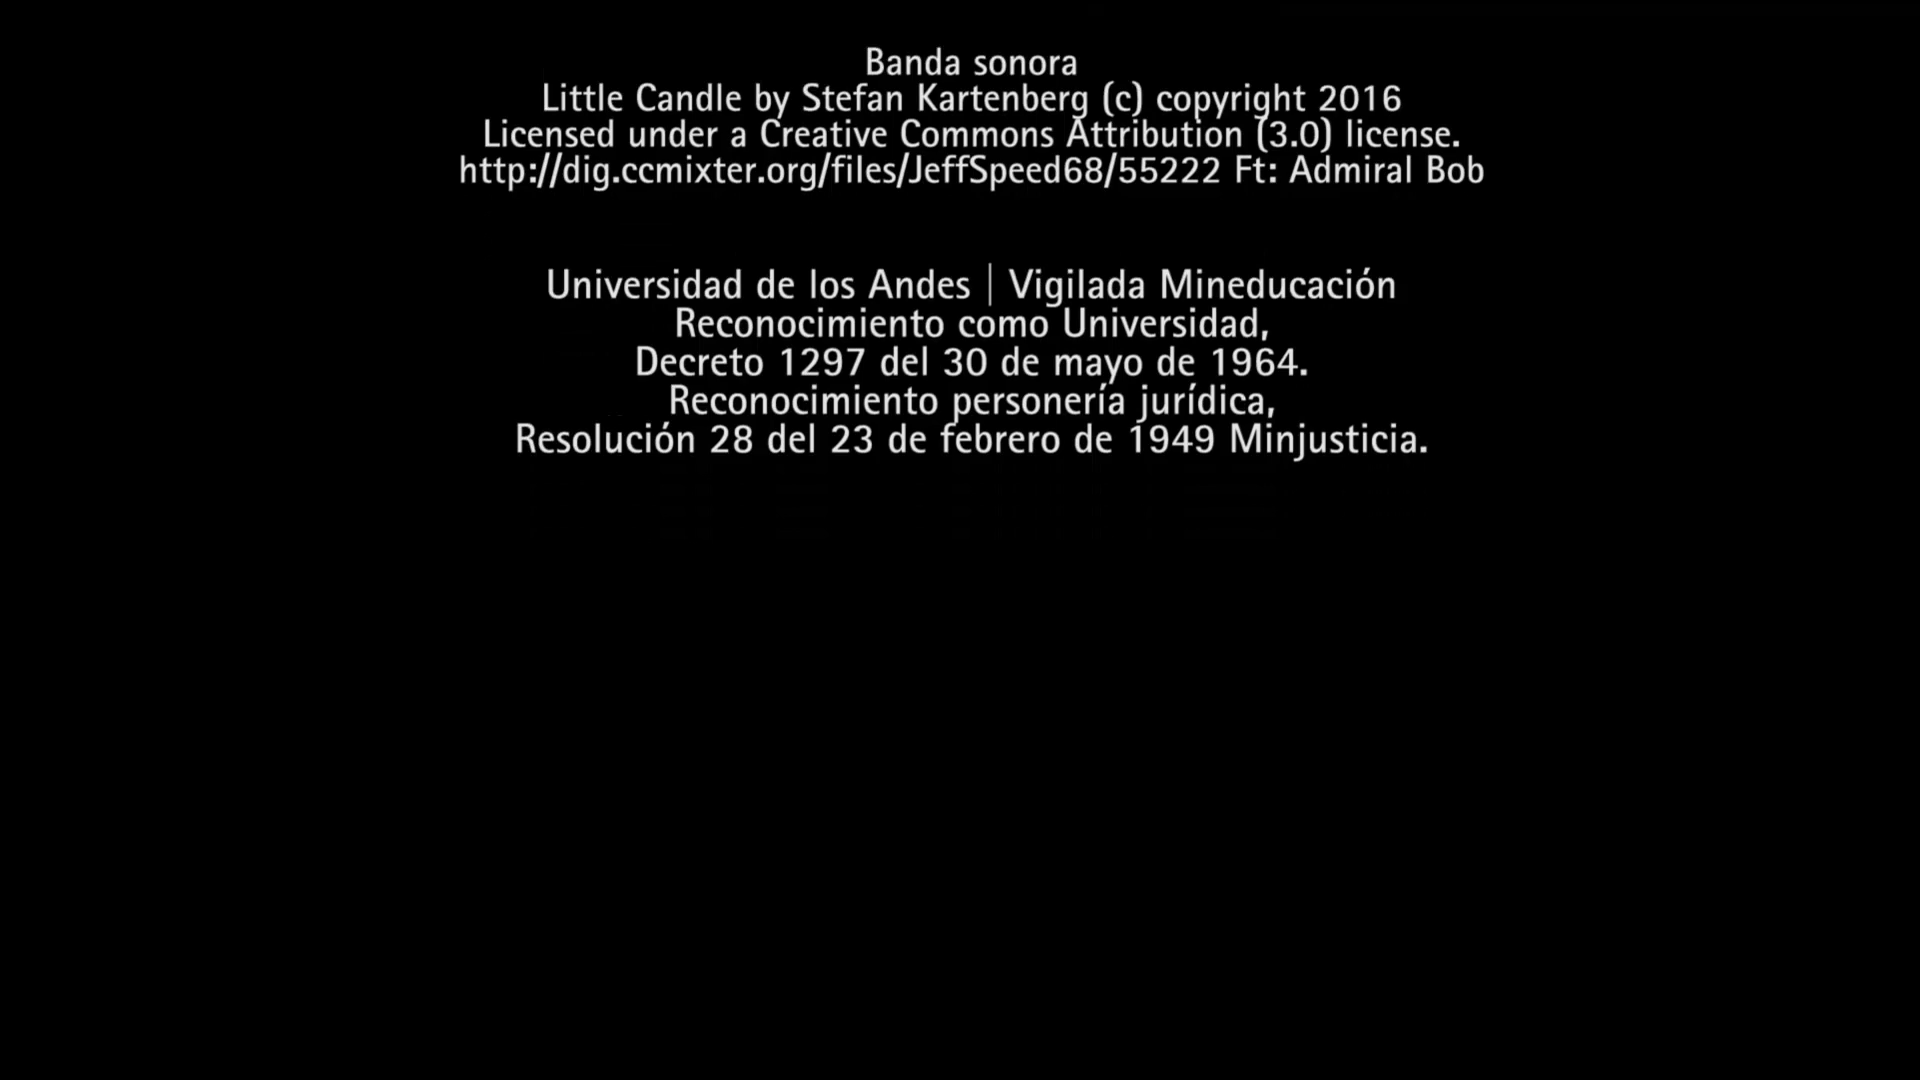 Banda sonora
Little Candle by Stefan Kartenberg (c) copyright 2016
Licensed under a Creative Commons Attribution (3.0) license.
http://dig.ccmixter.org/files/JeffSpeed68/55222 Ft: Admiral Bob
Universidad de los Andes | Vigilada Mineducación
Reconocimiento como Universidad,
Decreto 1297 del 30 de mayo de 1964.
Reconocimiento personería jurídica,
Resolución 28 del 23 de febrero de 1949 Minjusticia.